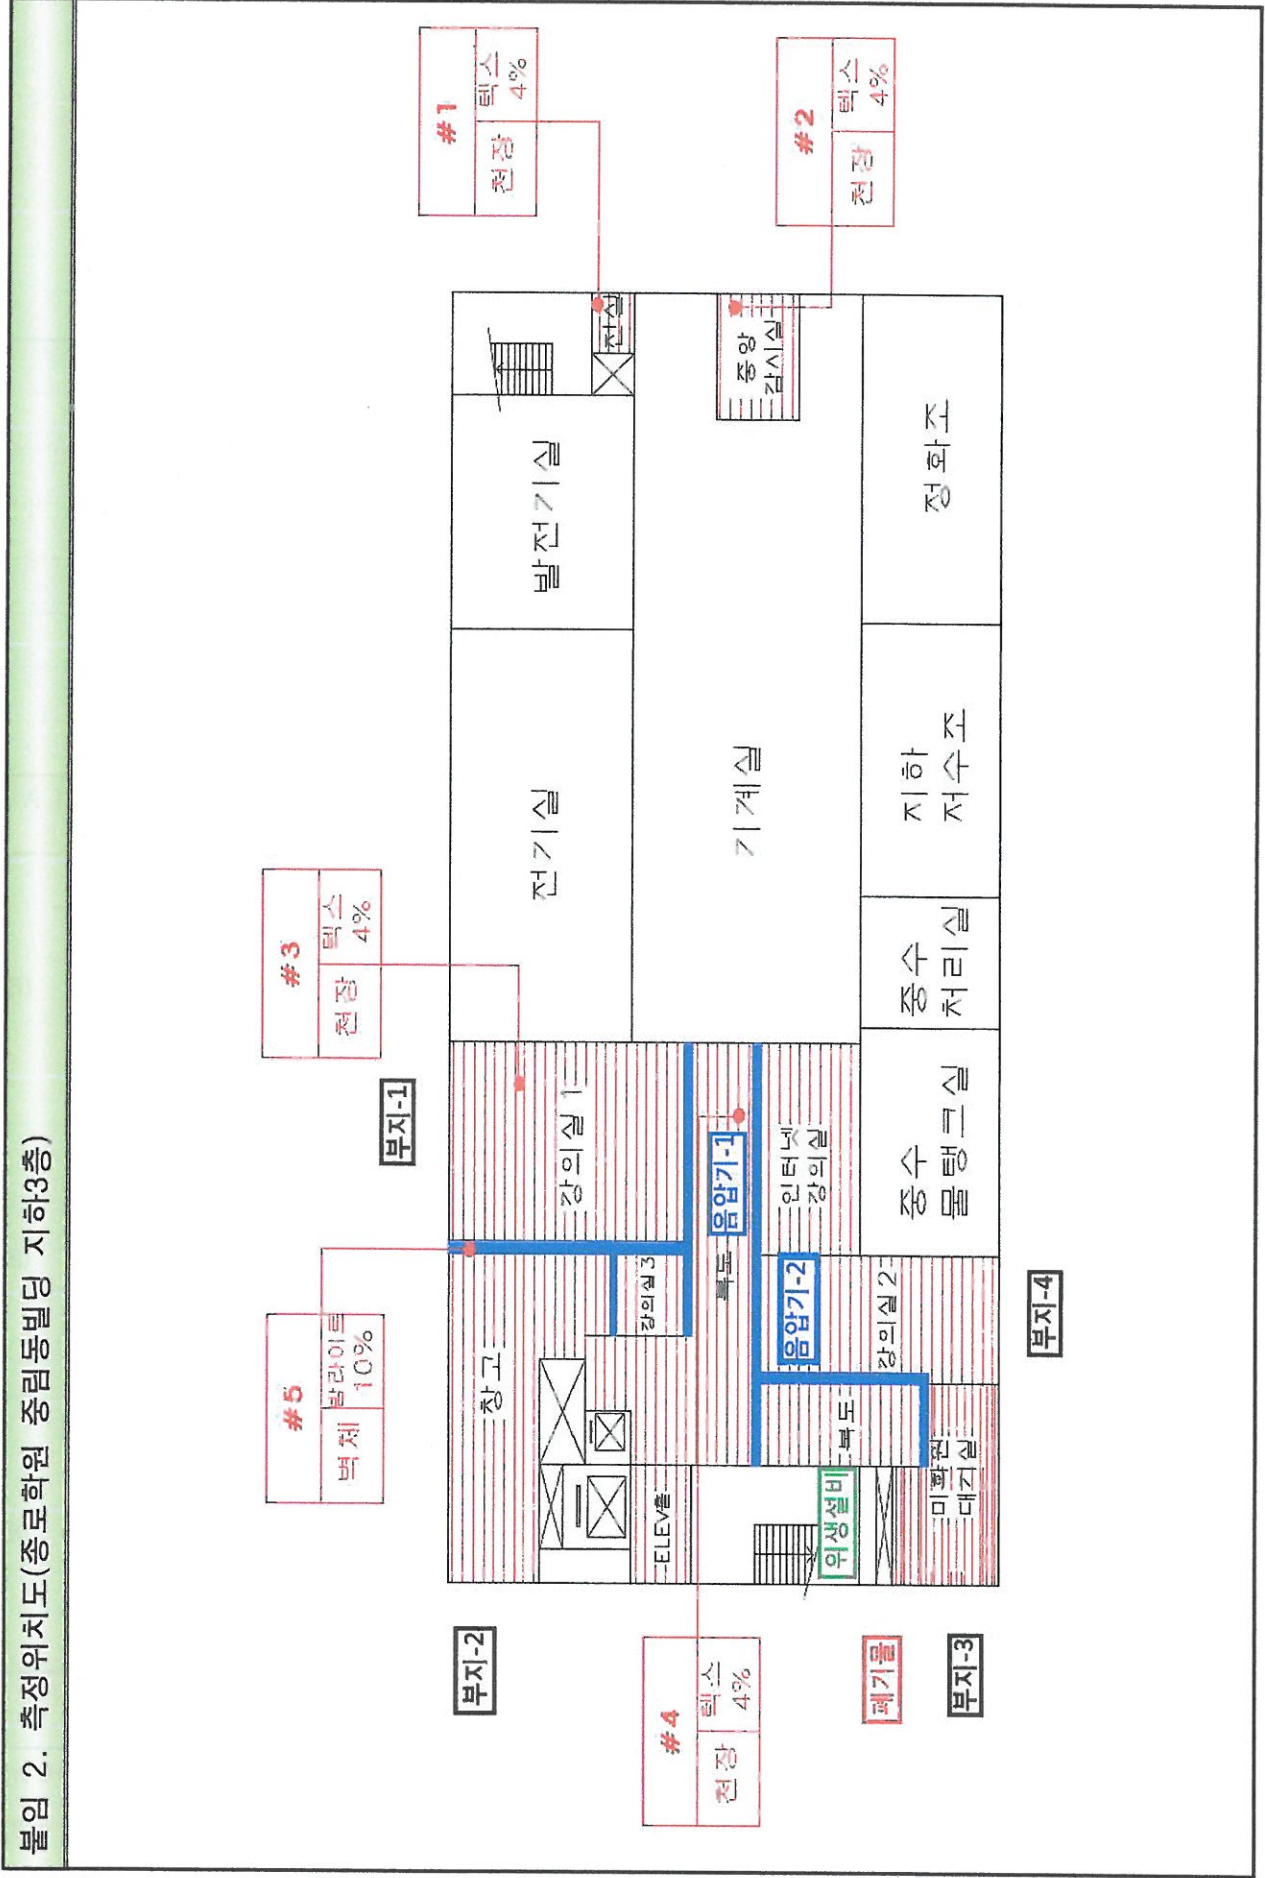 붙임 2. 측정위치도(종로학원 중림동빌딩 지하3층)
#5
벽체
밤라이트
10%
#3
천장
텍스
4%
#1
천장
텍스
4%
#2
천장
텍스
4%
#4
천장
텍스
4%
부지-1
부지-2
부지-3
부지-4
폐기물
창고
강의실 1
전기실
발전기실
전실
강의실 3
ELEV홀
복도
음압기-1
기계실
중앙
감시실
위생설비
복도
음압기-2
강의실 2
인터넷
강의실
미화원
대기실
중수
물탱크실
중수
처리실
지하
저수조
정화조